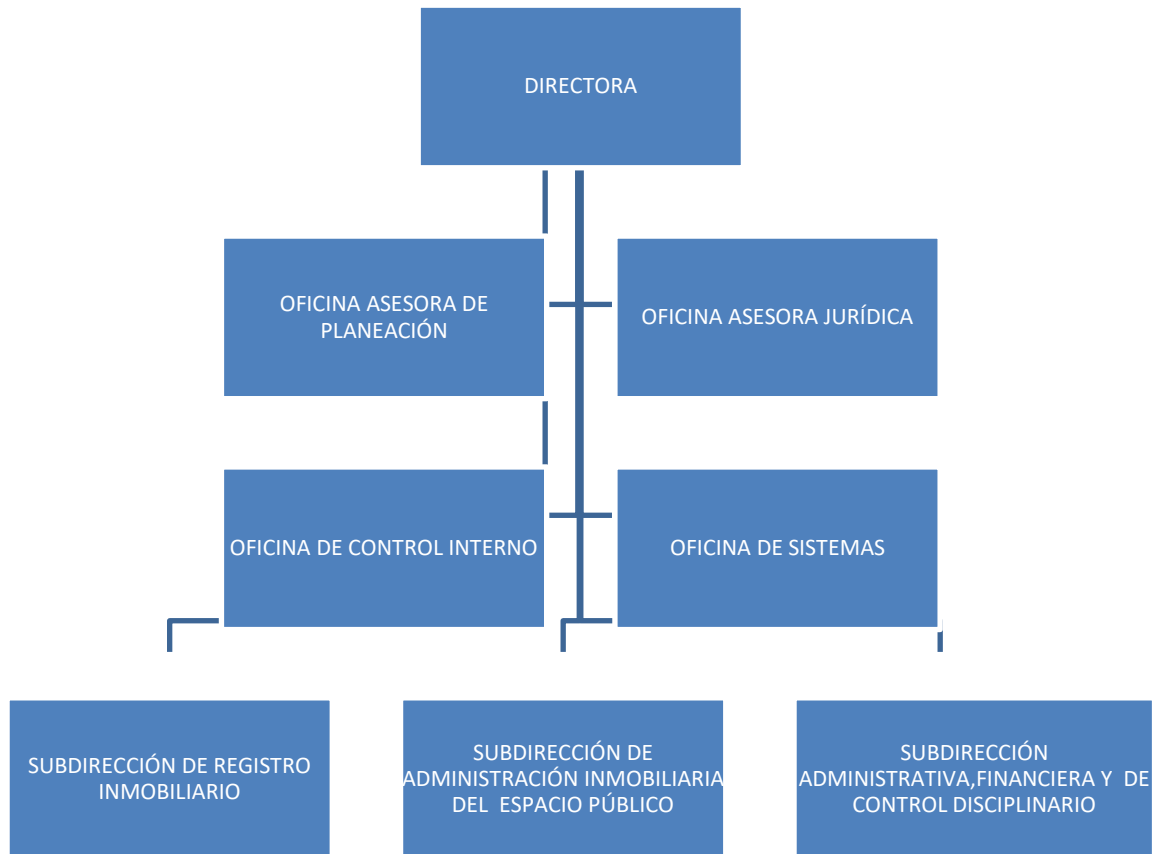 DIRECTORA
OFICINA ASESORA DE
PLANEACIÓN
OFICINA ASESORA JURÍDICA
OFICINA DE CONTROL INTERNO
OFICINA DE SISTEMAS
SUBDIRECCIÓN DE REGISTRO
INMOBILIARIO
SUBDIRECCIÓN DE
ADMINISTRACIÓN INMOBILIARIA
DEL ESPACIO PÚBLICO
SUBDIRECCIÓN
ADMINISTRATIVA,FINANCIERA Y DE
CONTROL DISCIPLINARIO